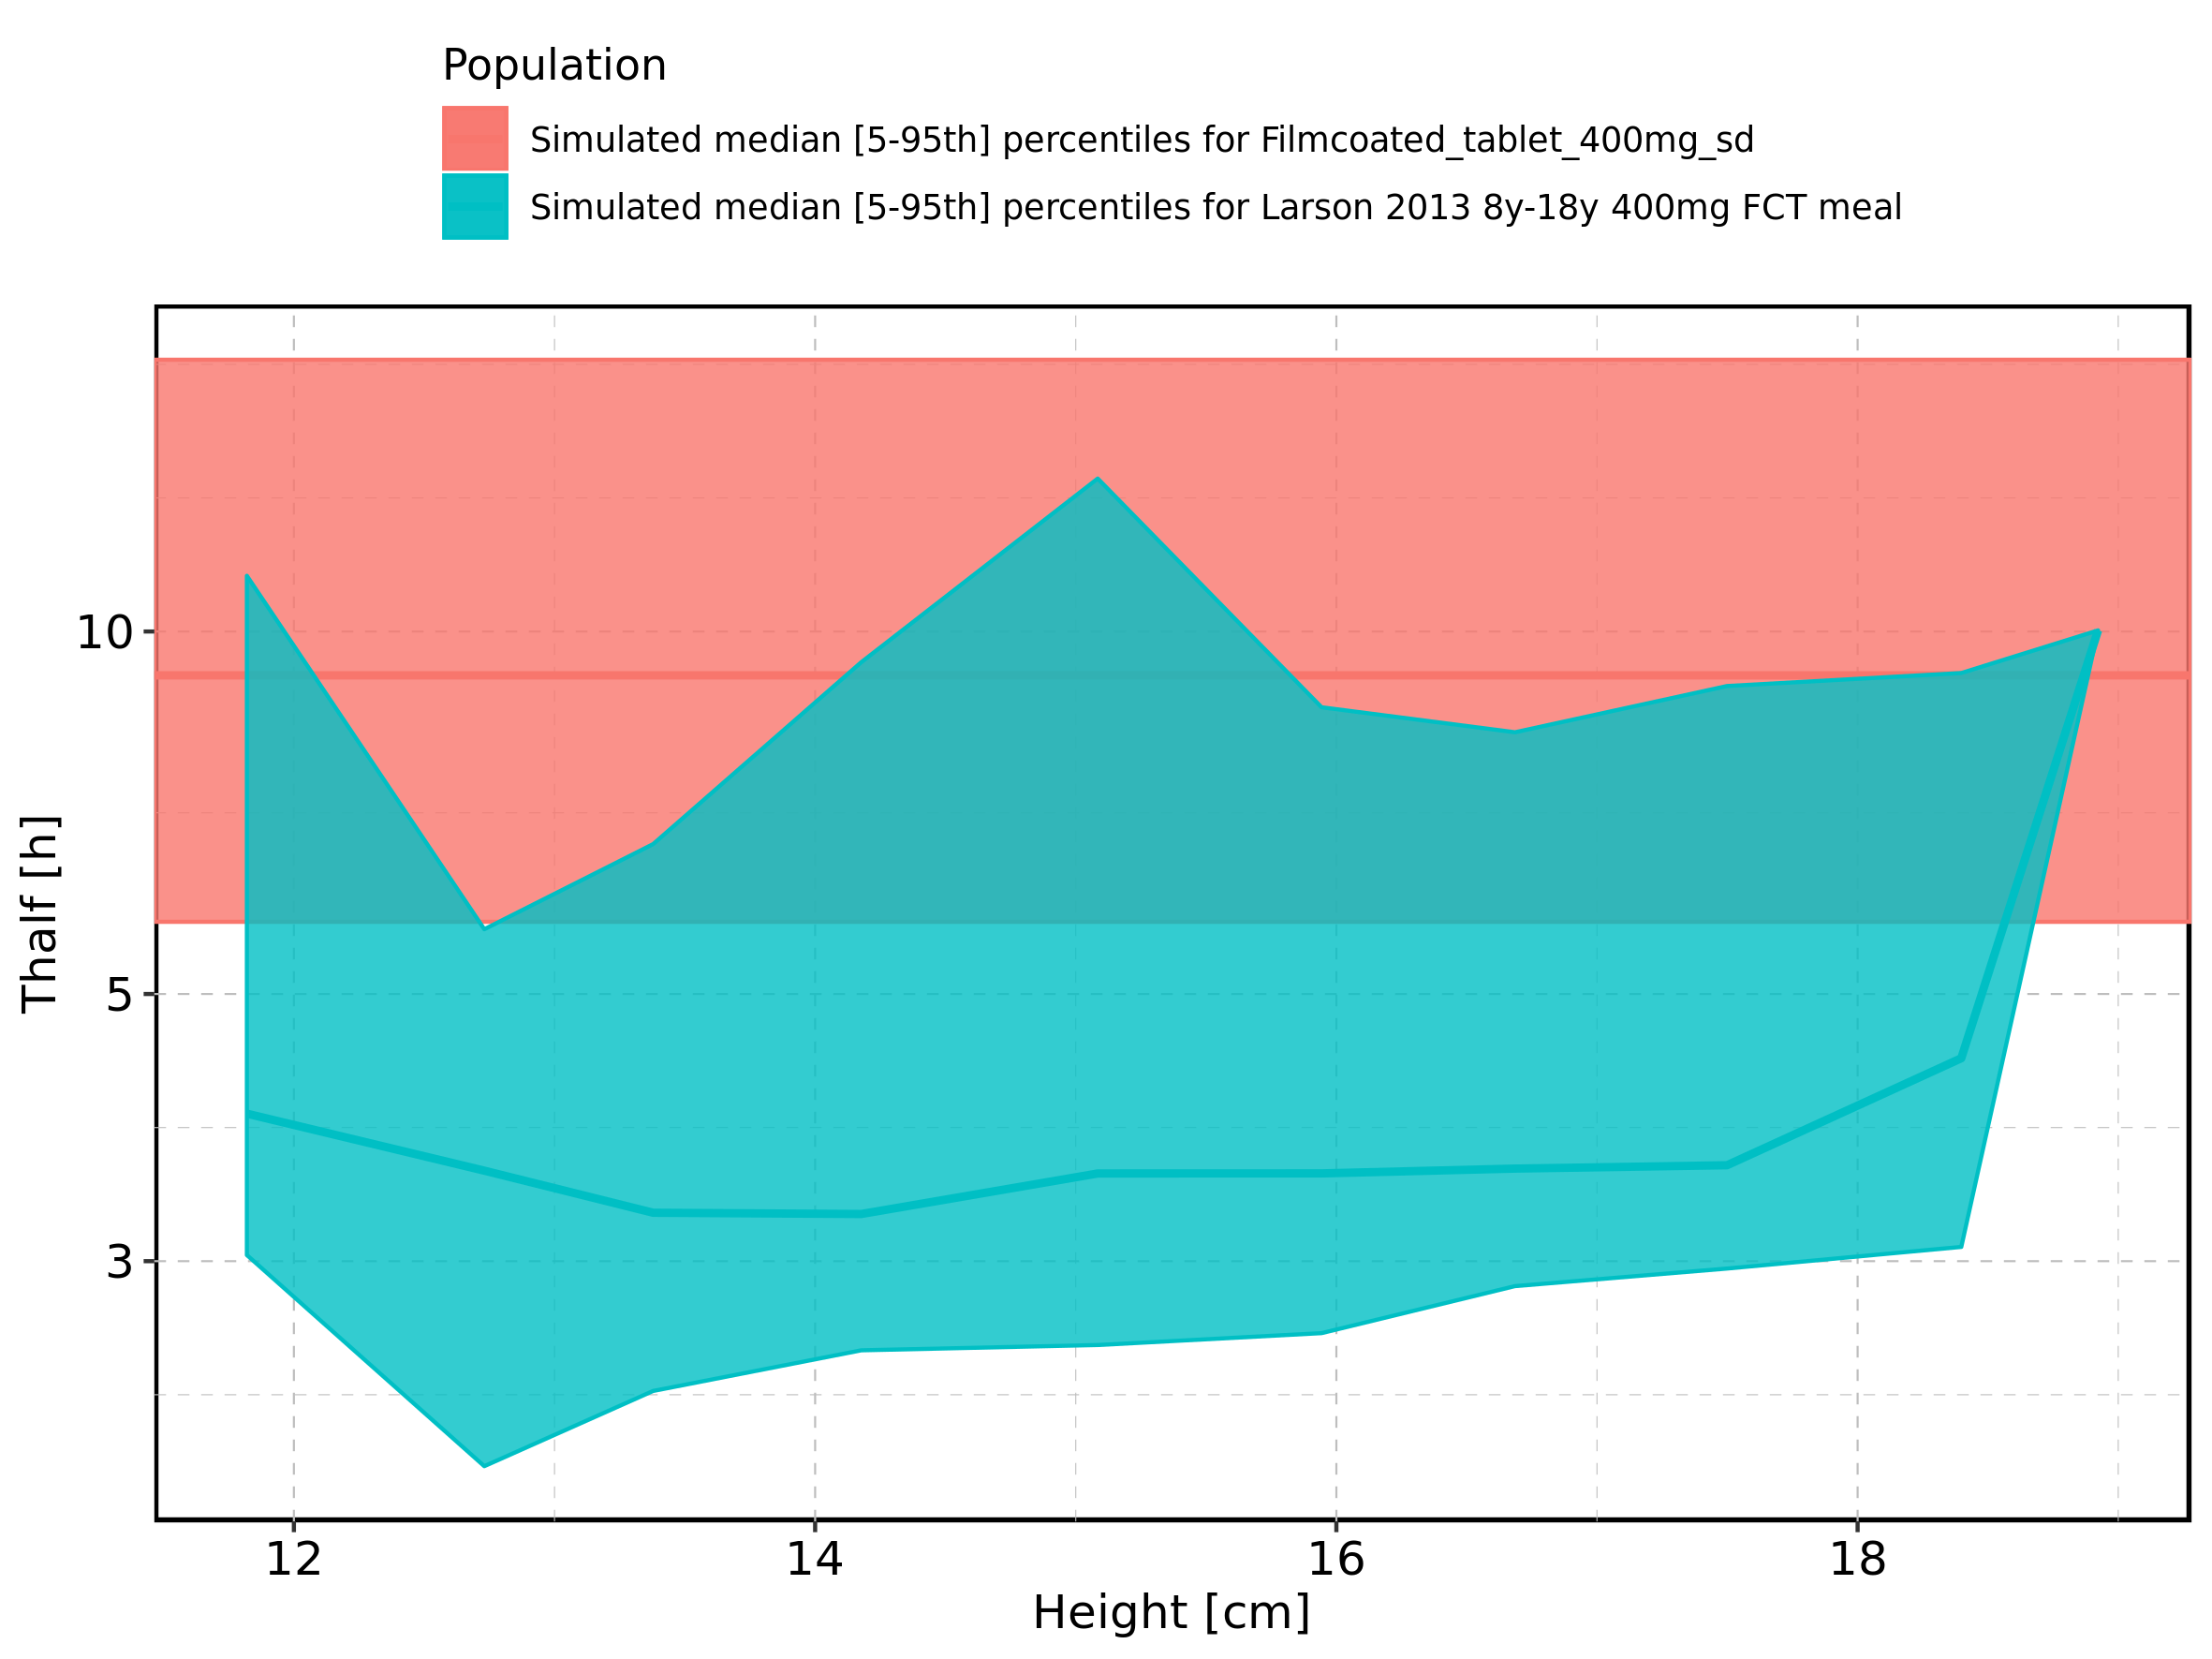 Population
Simulated median [5-95th] percentiles for Filmcoated_tablet_400mg_sd
Simulated median [5-95th] percentiles for Larson 2013 8y-18y 400mg FCT meal
10
5
3
Thalf [h]
12 14 16 18
Height [cm]